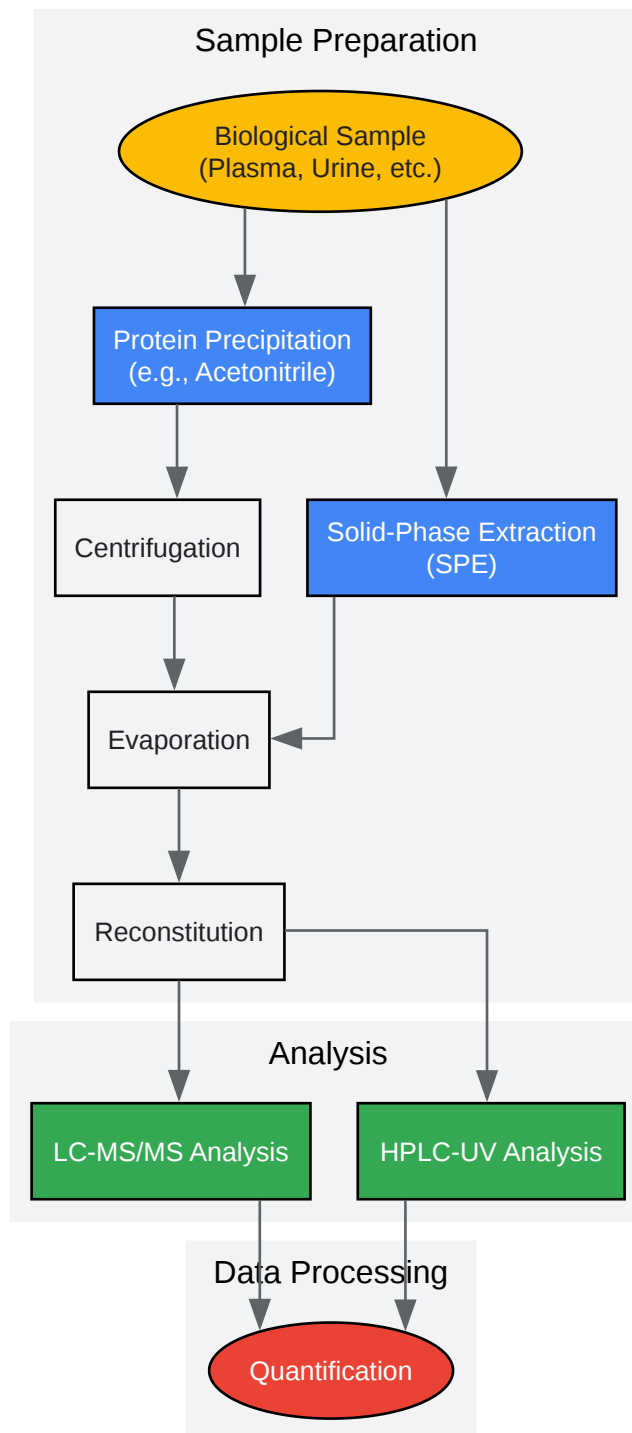 Sample Preparation
Biological Sample
(Plasma, Urine, etc.)
Protein Precipitation
(e.g., Acetonitrile)
Centrifugation
Solid-Phase Extraction
(SPE)
Evaporation
Reconstitution
Analysis
LC-MS/MS Analysis
HPLC-UV Analysis
Data Processing
Quantification